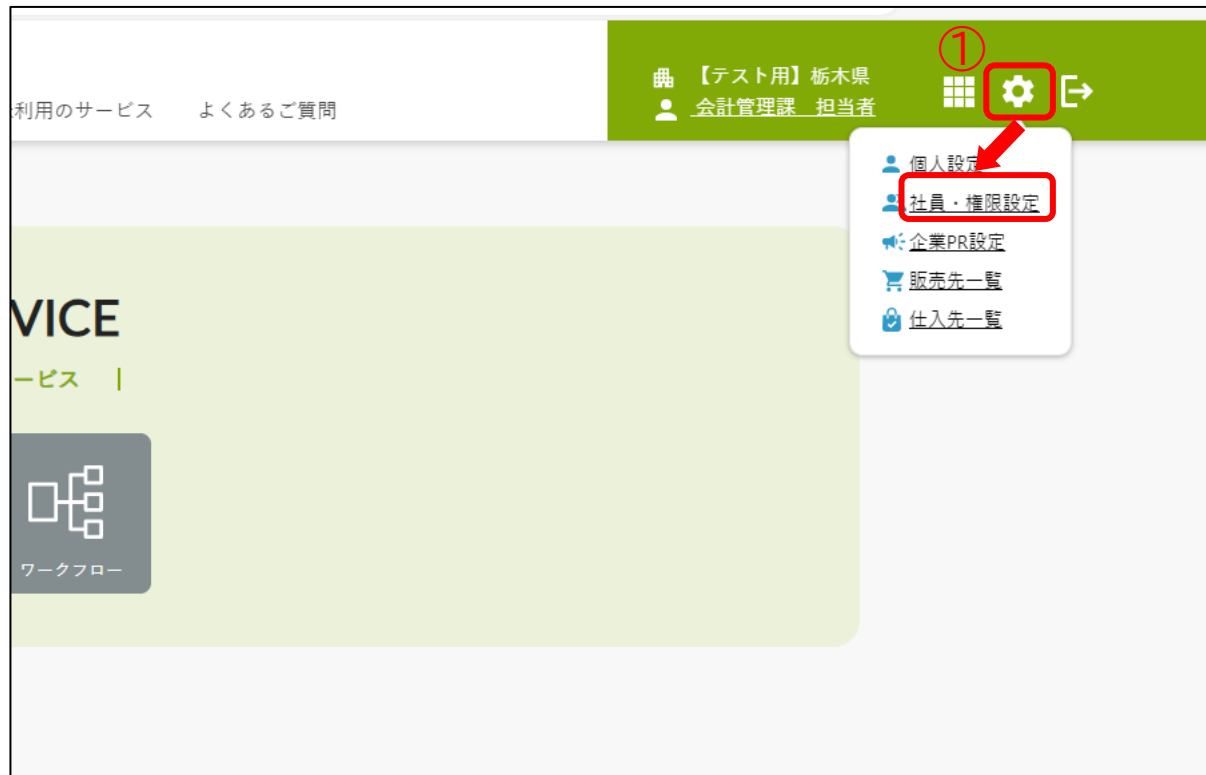 ①
【テスト用】栃木県
利用のサービス よくあるご質問
会計管理課 担当者
個人設定
社員・権限設定
企業PR設定
販売先一覧
仕入先一覧
VICE
ービス |
ワークフロー